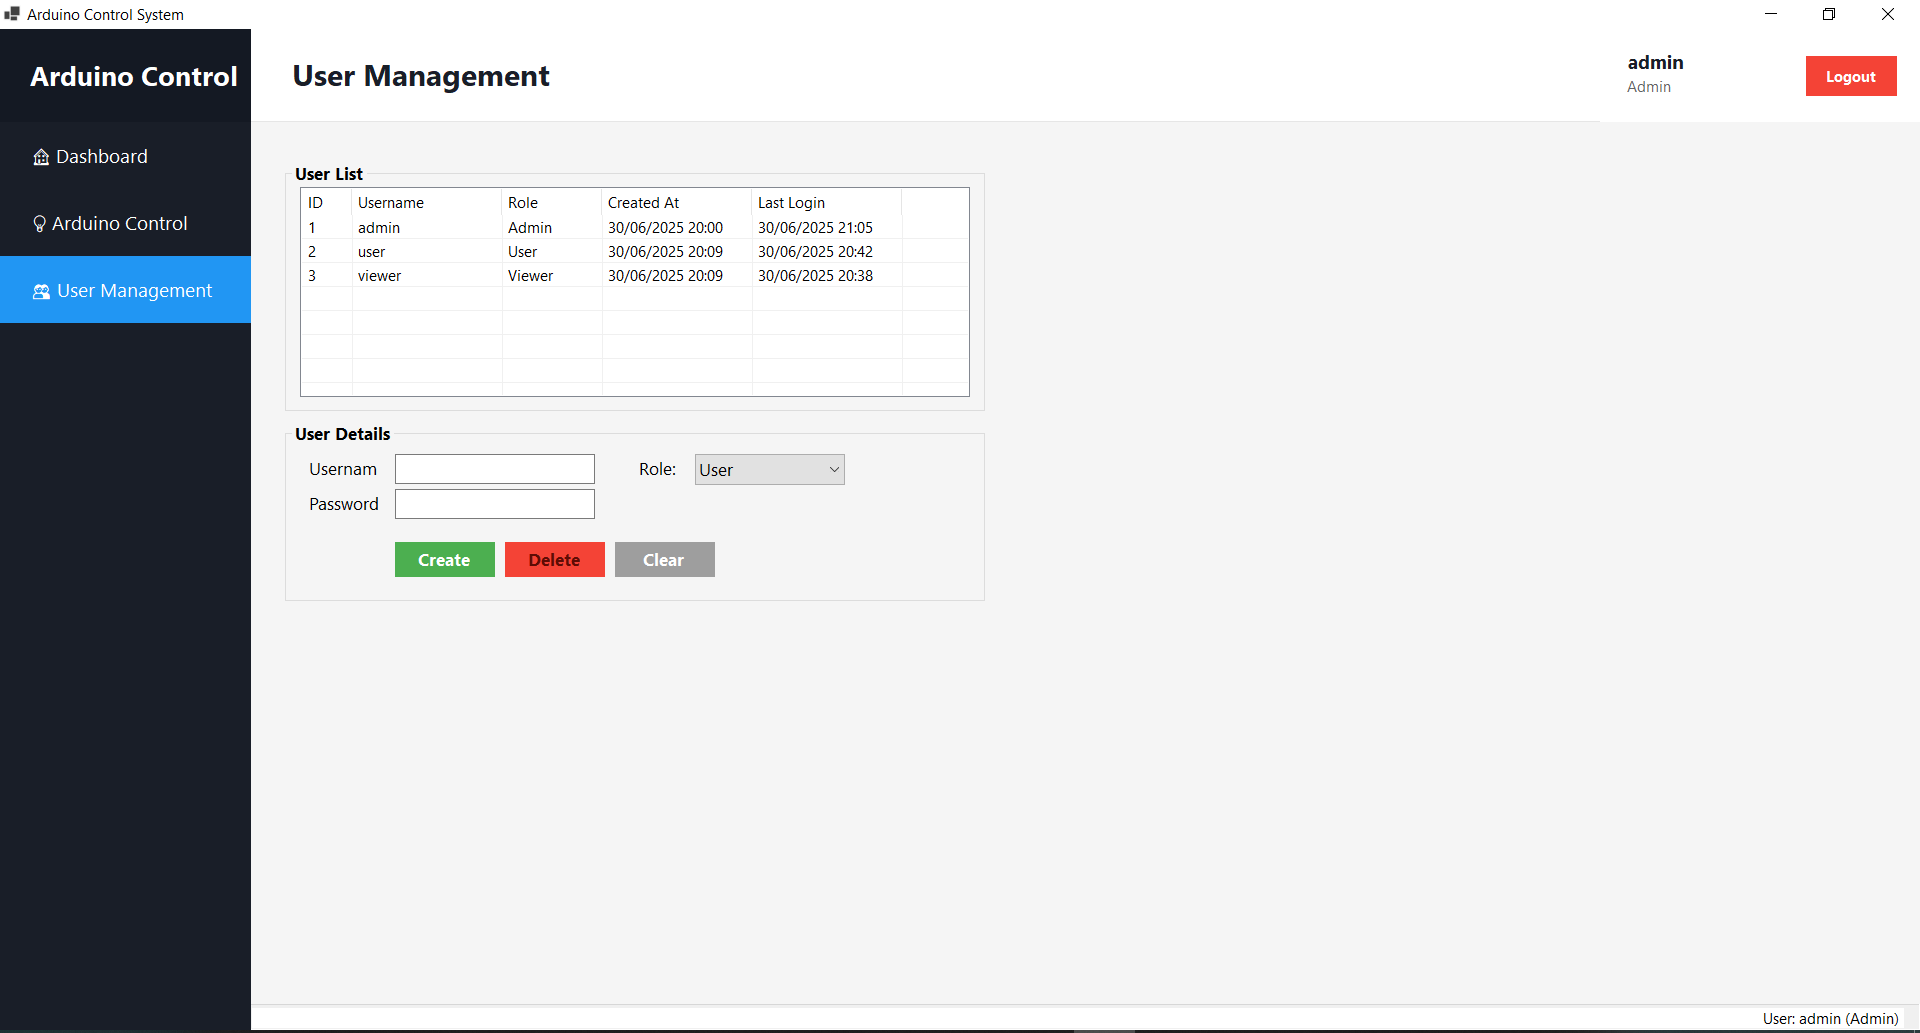 Arduino Control System
Arduino Control
User Management
admin
Admin
Logout
Dashboard
Arduino Control
User Management
User List
ID Username Role Created At Last Login
1 admin Admin 30/06/2025 20:00 30/06/2025 21:05
2 user User 30/06/2025 20:09 30/06/2025 20:42
3 viewer Viewer 30/06/2025 20:09 30/06/2025 20:38
User Details
Usernam Role: User
Password
Create Delete Clear
User: admin (Admin)